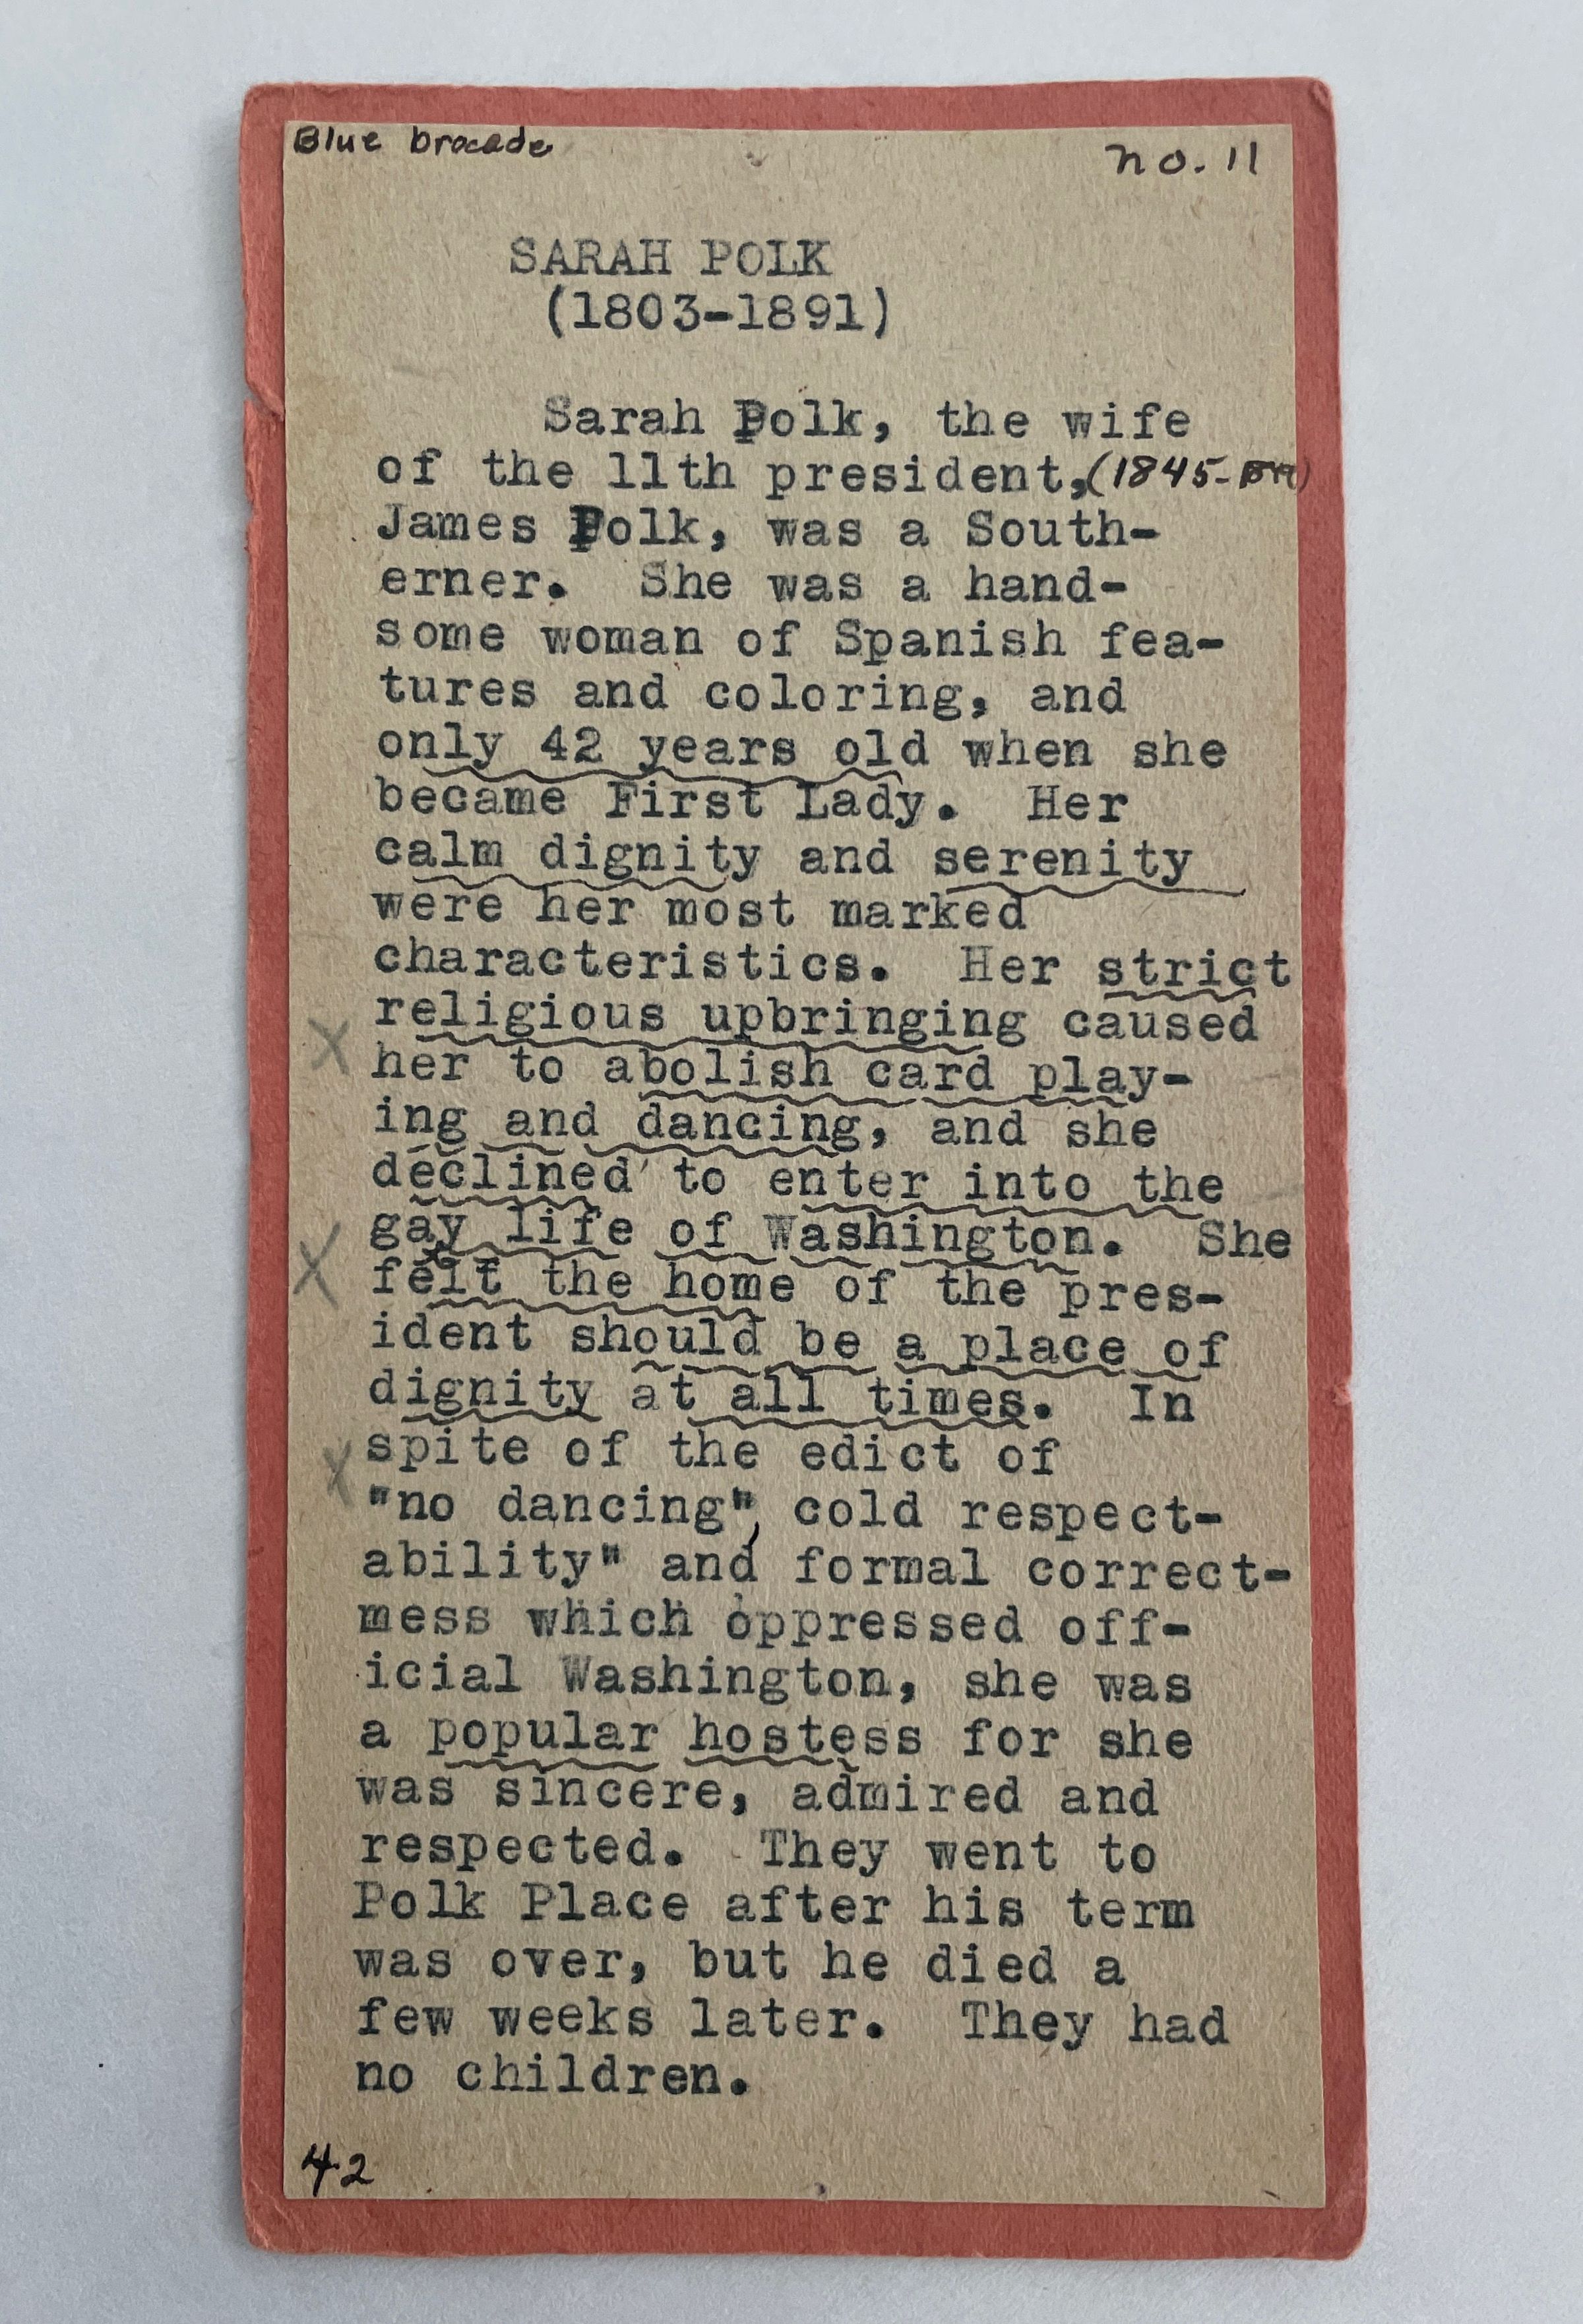 Blue brocade
no. 11
SARAH POLK
(1803-1891)
Sarah Polk, the wife
of the 11th president,(1845-
James Polk, was a South-
erner. She was a hand-
some woman of Spanish fea-
tures and coloring, and
only 42 years old when she
became First Lady. Her
calm dignity and serenity
were her most marked
characteristics. Her strict
religious upbringing caused
her to abolish card play-
ing and dancing, and she
declined to enter into the
gay life of Washington. She
felt the home of the pres-
ident should be a place of
dignity at all times. In
spite of the edict of
"no dancing", cold respect-
ability" and formal correct-
mess which oppressed off-
icial Washington, she was
a popular hostess for she
was sincere, admired and
respected. They went to
Polk Place after his term
was over, but he died a
few weeks later. They had
no children.
42